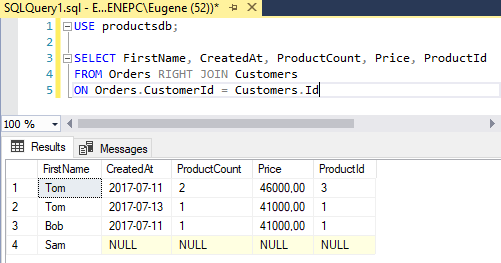 SQLQuery1.sql - E...ENEPC\Eugene (52))*
1 USE productsdb;
2
3 SELECT FirstName, CreatedAt, ProductCount, Price, ProductId
4 FROM Orders RIGHT JOIN Customers
5 ON Orders.CustomerId = Customers.Id
100 %
Results Messages
FirstName CreatedAt ProductCount Price ProductId
1 Tom 2017-07-11 2 46000,00 3
2 Tom 2017-07-13 1 41000,00 1
3 Bob 2017-07-11 1 41000,00 1
4 Sam NULL NULL NULL NULL